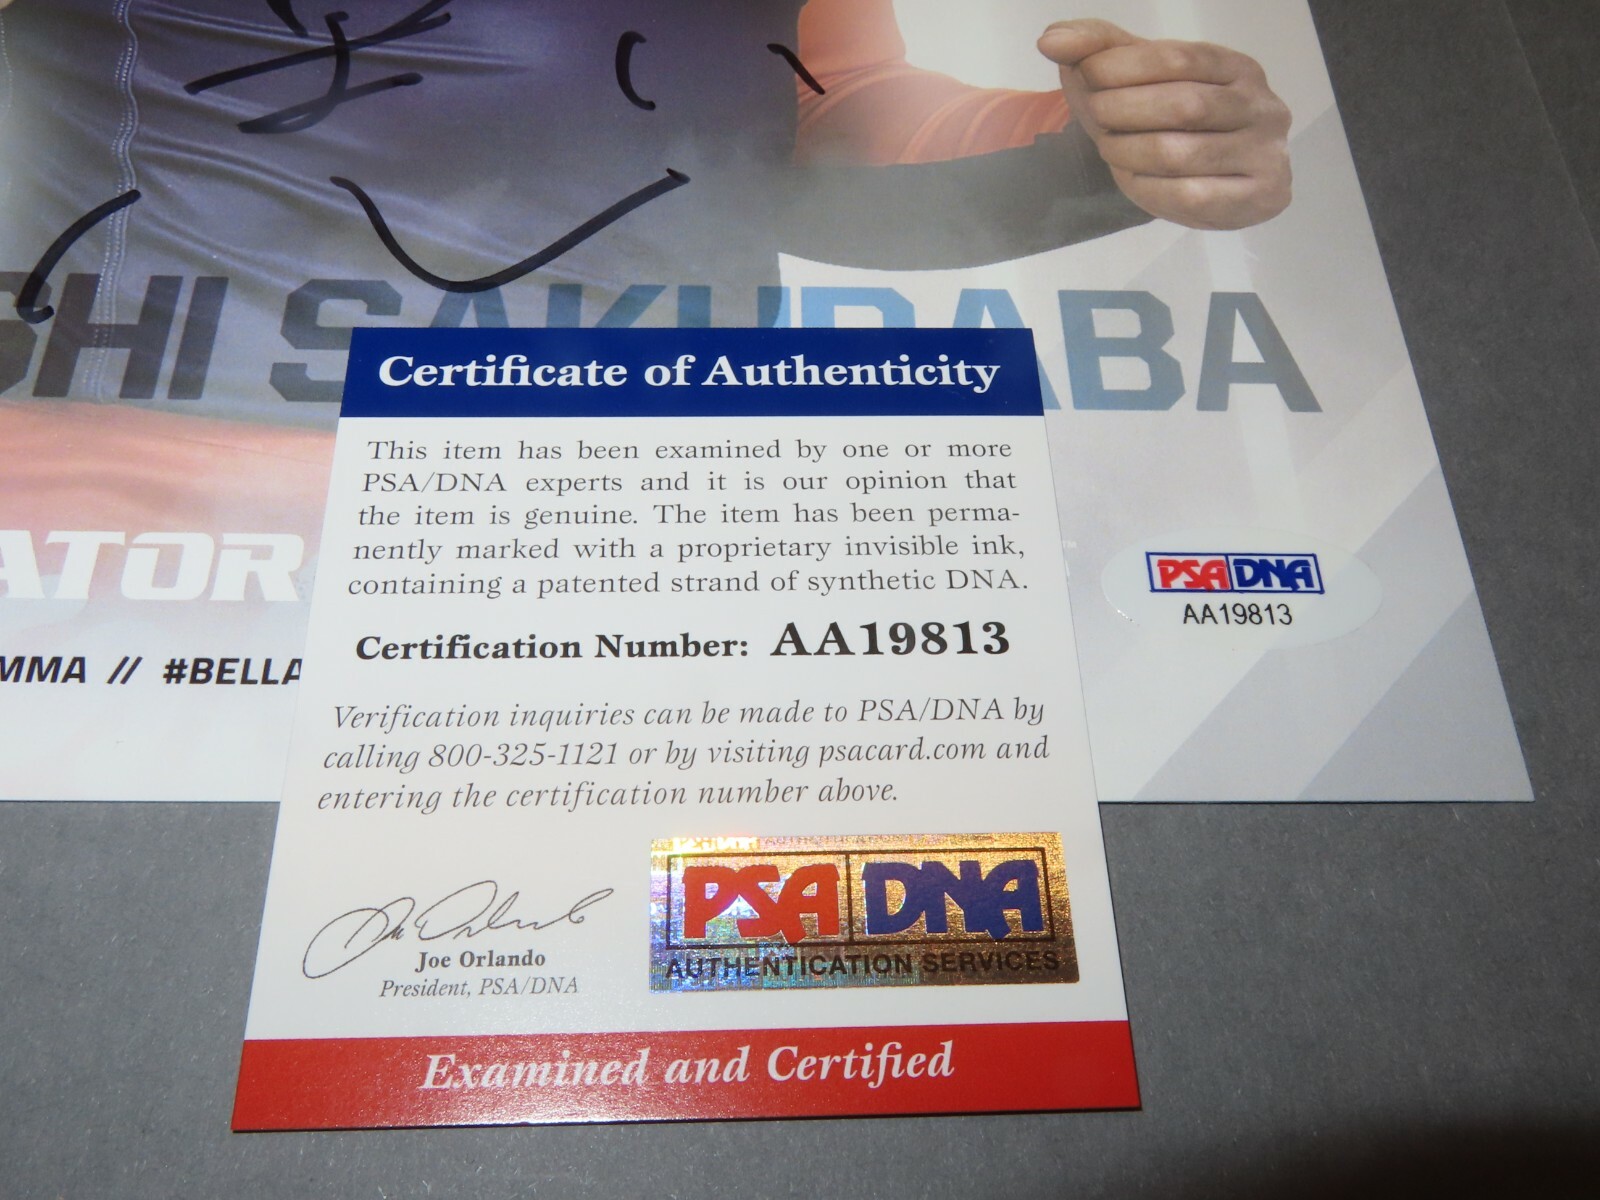 SHI SAKURABA
Certificate of Authenticity
This item has been examined by one or more
PSA/DNA experts and it is our opinion that
the item is genuine. The item has been perma-
nently marked with a proprietary invisible ink,
containing a patented strand of synthetic DNA.
Certification Number: AA19813
Verification inquiries can be made to PSA/DNA by
calling 800-325-1121 or by visiting psacard.com and
entering the certification number above.
Joe Orlando
President, PSA/DNA
PSA DNA
AUTHENTICATION SERVICES
Examined and Certified
ATOR
MMA // #BELLA
PSA DNA
AA19813